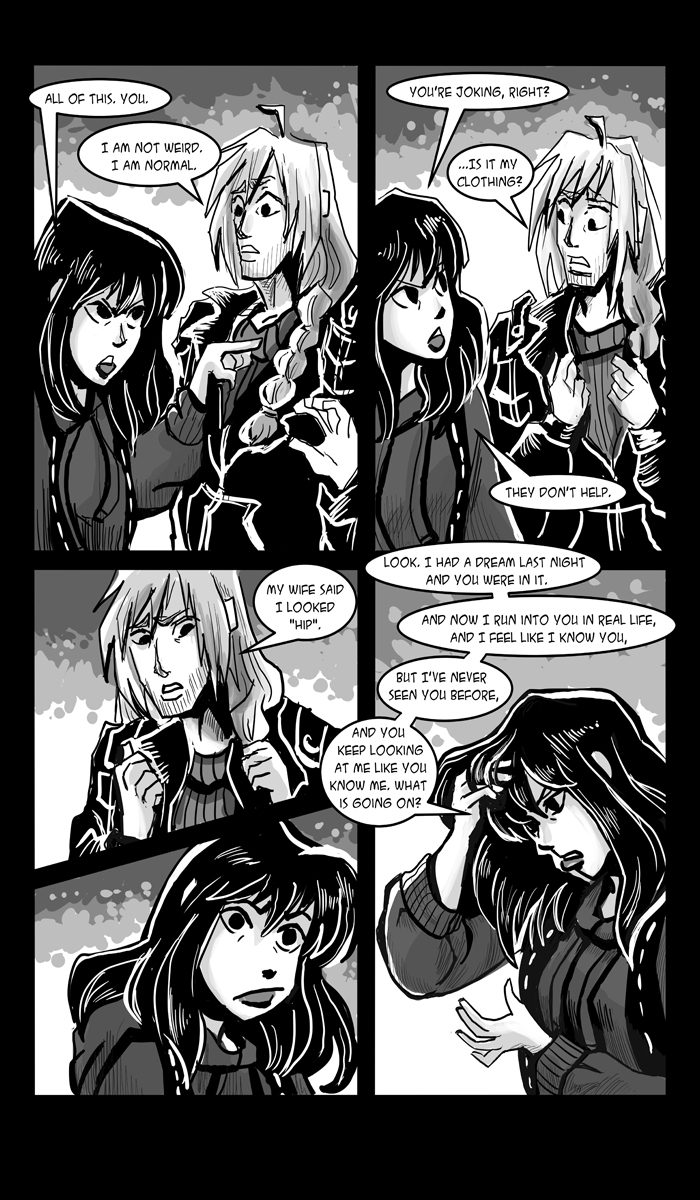 ALL OF THIS. YOU.
I AM NOT WEIRD.
I AM NORMAL.
YOU'RE JOKING, RIGHT?
...IS IT MY
CLOTHING?
THEY DON'T HELP.
MY WIFE SAID
I LOOKED
"HIP".
LOOK. I HAD A DREAM LAST NIGHT
AND YOU WERE IN IT.
AND NOW I RUN INTO YOU IN REAL LIFE,
AND I FEEL LIKE I KNOW YOU,
BUT I'VE NEVER
SEEN YOU BEFORE,
AND YOU
KEEP LOOKING
AT ME LIKE YOU
KNOW ME. WHAT
IS GOING ON?